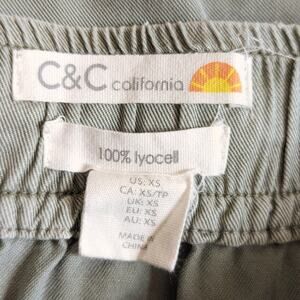 C&C california
100% lyocell
US: XS
CA: XS/TP
UK: XS
EU: XS
AU: XS
MADE IN
CHINA